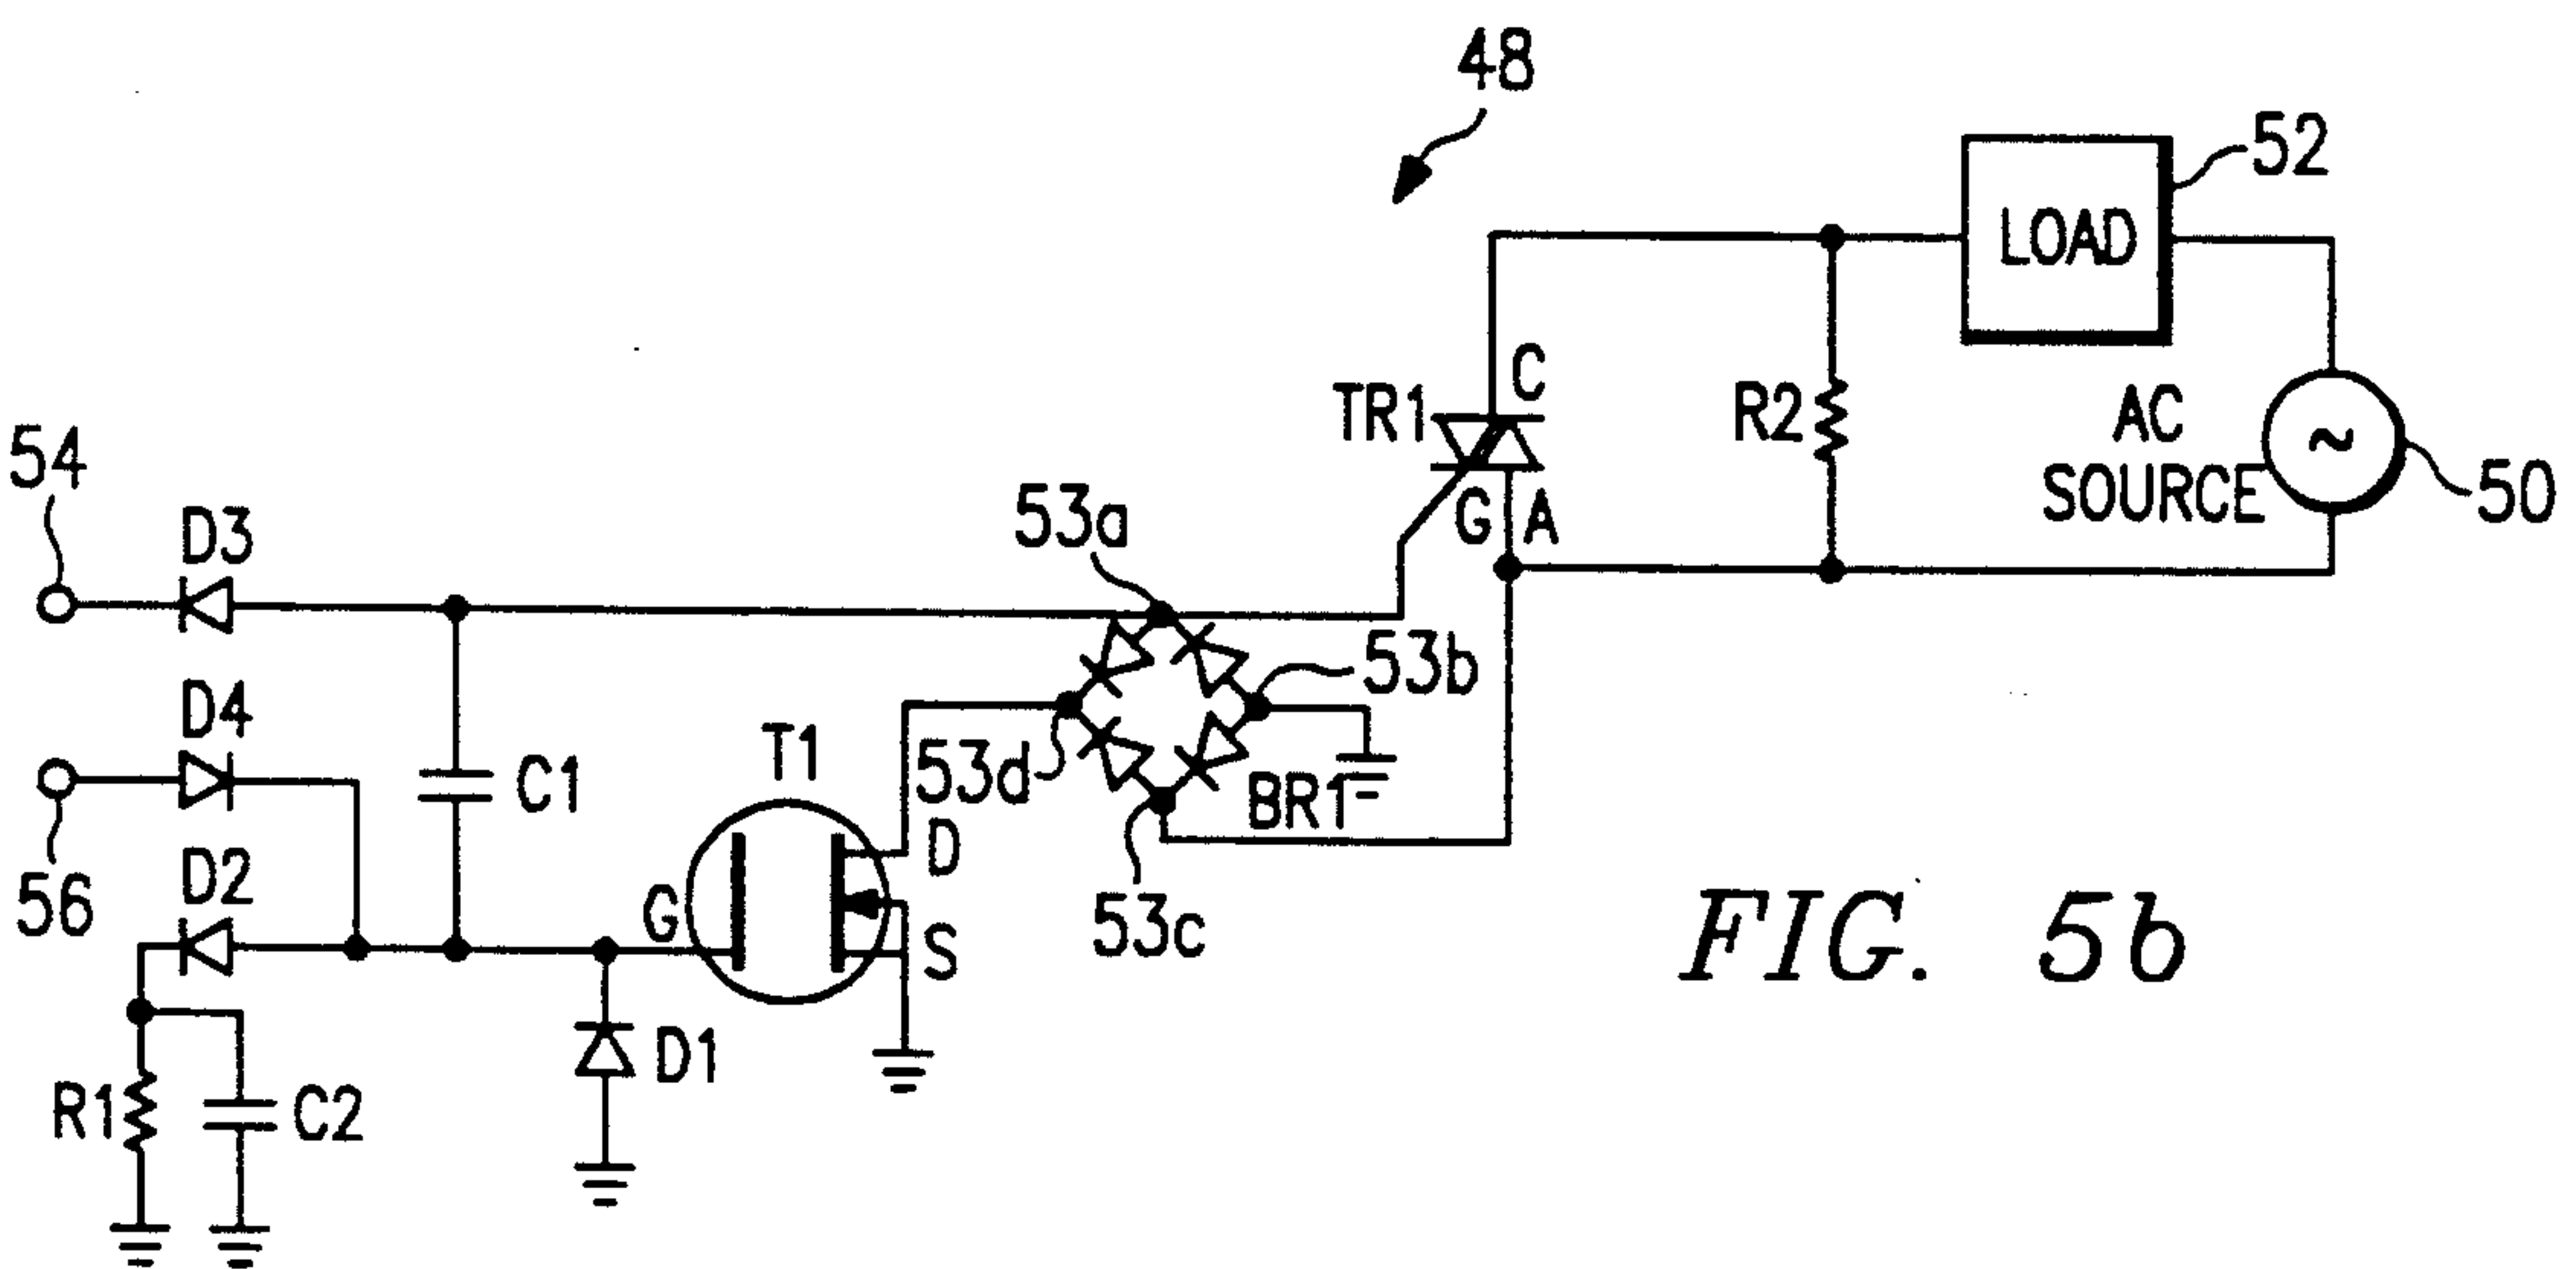 48
52
LOAD
C
TR1
R2
AC
SOURCE
50
54
D3
53a
G
A
53b
D4
T1
53d
C1
BR1
D
56
D2
G
S
53c
D1
R1
C2
~
FIG. 5b